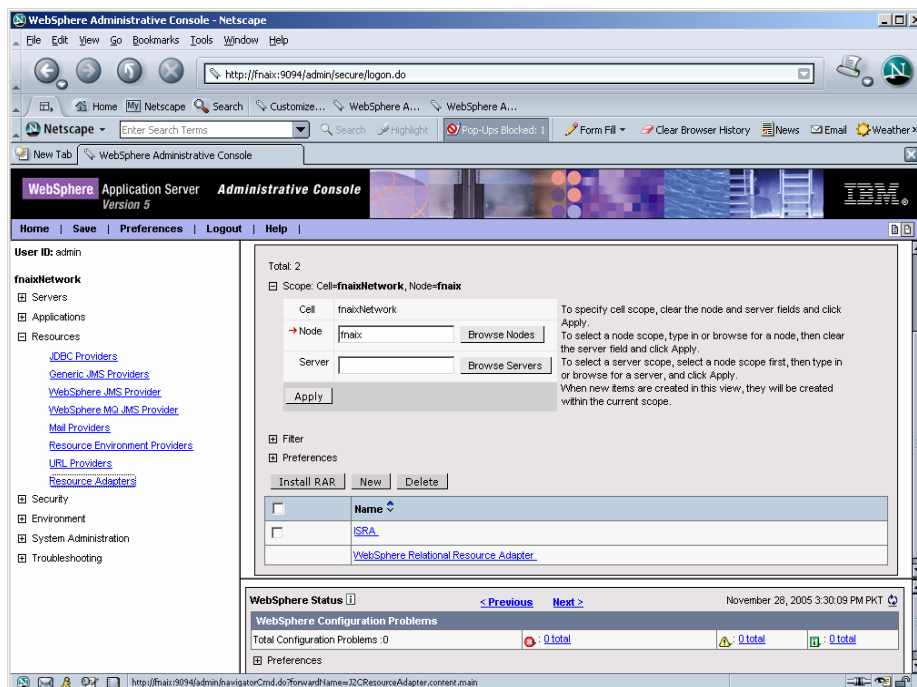 WebSphere Administrative Console - Netscape
File Edit View Go Bookmarks Tools Window Help
http://fnaix:9094/admin/secure/logon.do
Home My Netscape Search Customize... WebSphere A... WebSphere A...
Netscape Enter Search Terms Search Highlight Pop-Ups Blocked: 1 Form Fill Clear Browser History News Email Weather
New Tab WebSphere Administrative Console
WebSphere Application Server Administrative Console
Version 5
IBM
Home | Save | Preferences | Logout | Help |
User ID: admin
fnaixNetwork
Servers
Applications
Resources
JDBC Providers
Generic JMS Providers
WebSphere JMS Provider
WebSphere MQ JMS Provider
Mail Providers
Resource Environment Providers
URL Providers
Resource Adapters
Security
Environment
System Administration
Troubleshooting
Total: 2
Scope: Cell=fnaixNetwork, Node=fnaix
Cell fnaixNetwork
Node fnaix Browse Nodes
Server Browse Servers
Apply
To specify cell scope, clear the node and server fields and click
Apply.
To select a node scope, type in or browse for a node, then clear
the server field and click Apply.
To select a server scope, select a node scope first, then type in
or browse for a server, and click Apply.
When new items are created in this view, they will be created
within the current scope.
Filter
Preferences
Install RAR New Delete
Name
ISRA
WebSphere Relational Resource Adapter
WebSphere Status < Previous Next > November 28, 2005 3:30:09 PM PKT
WebSphere Configuration Problems
Total Configuration Problems :0 : 0 total : 0 total : 0 total
Preferences
http://fnaix:9094/admin/navigatorCmd.do?forwardName=J2CResourceAdapter.content.main